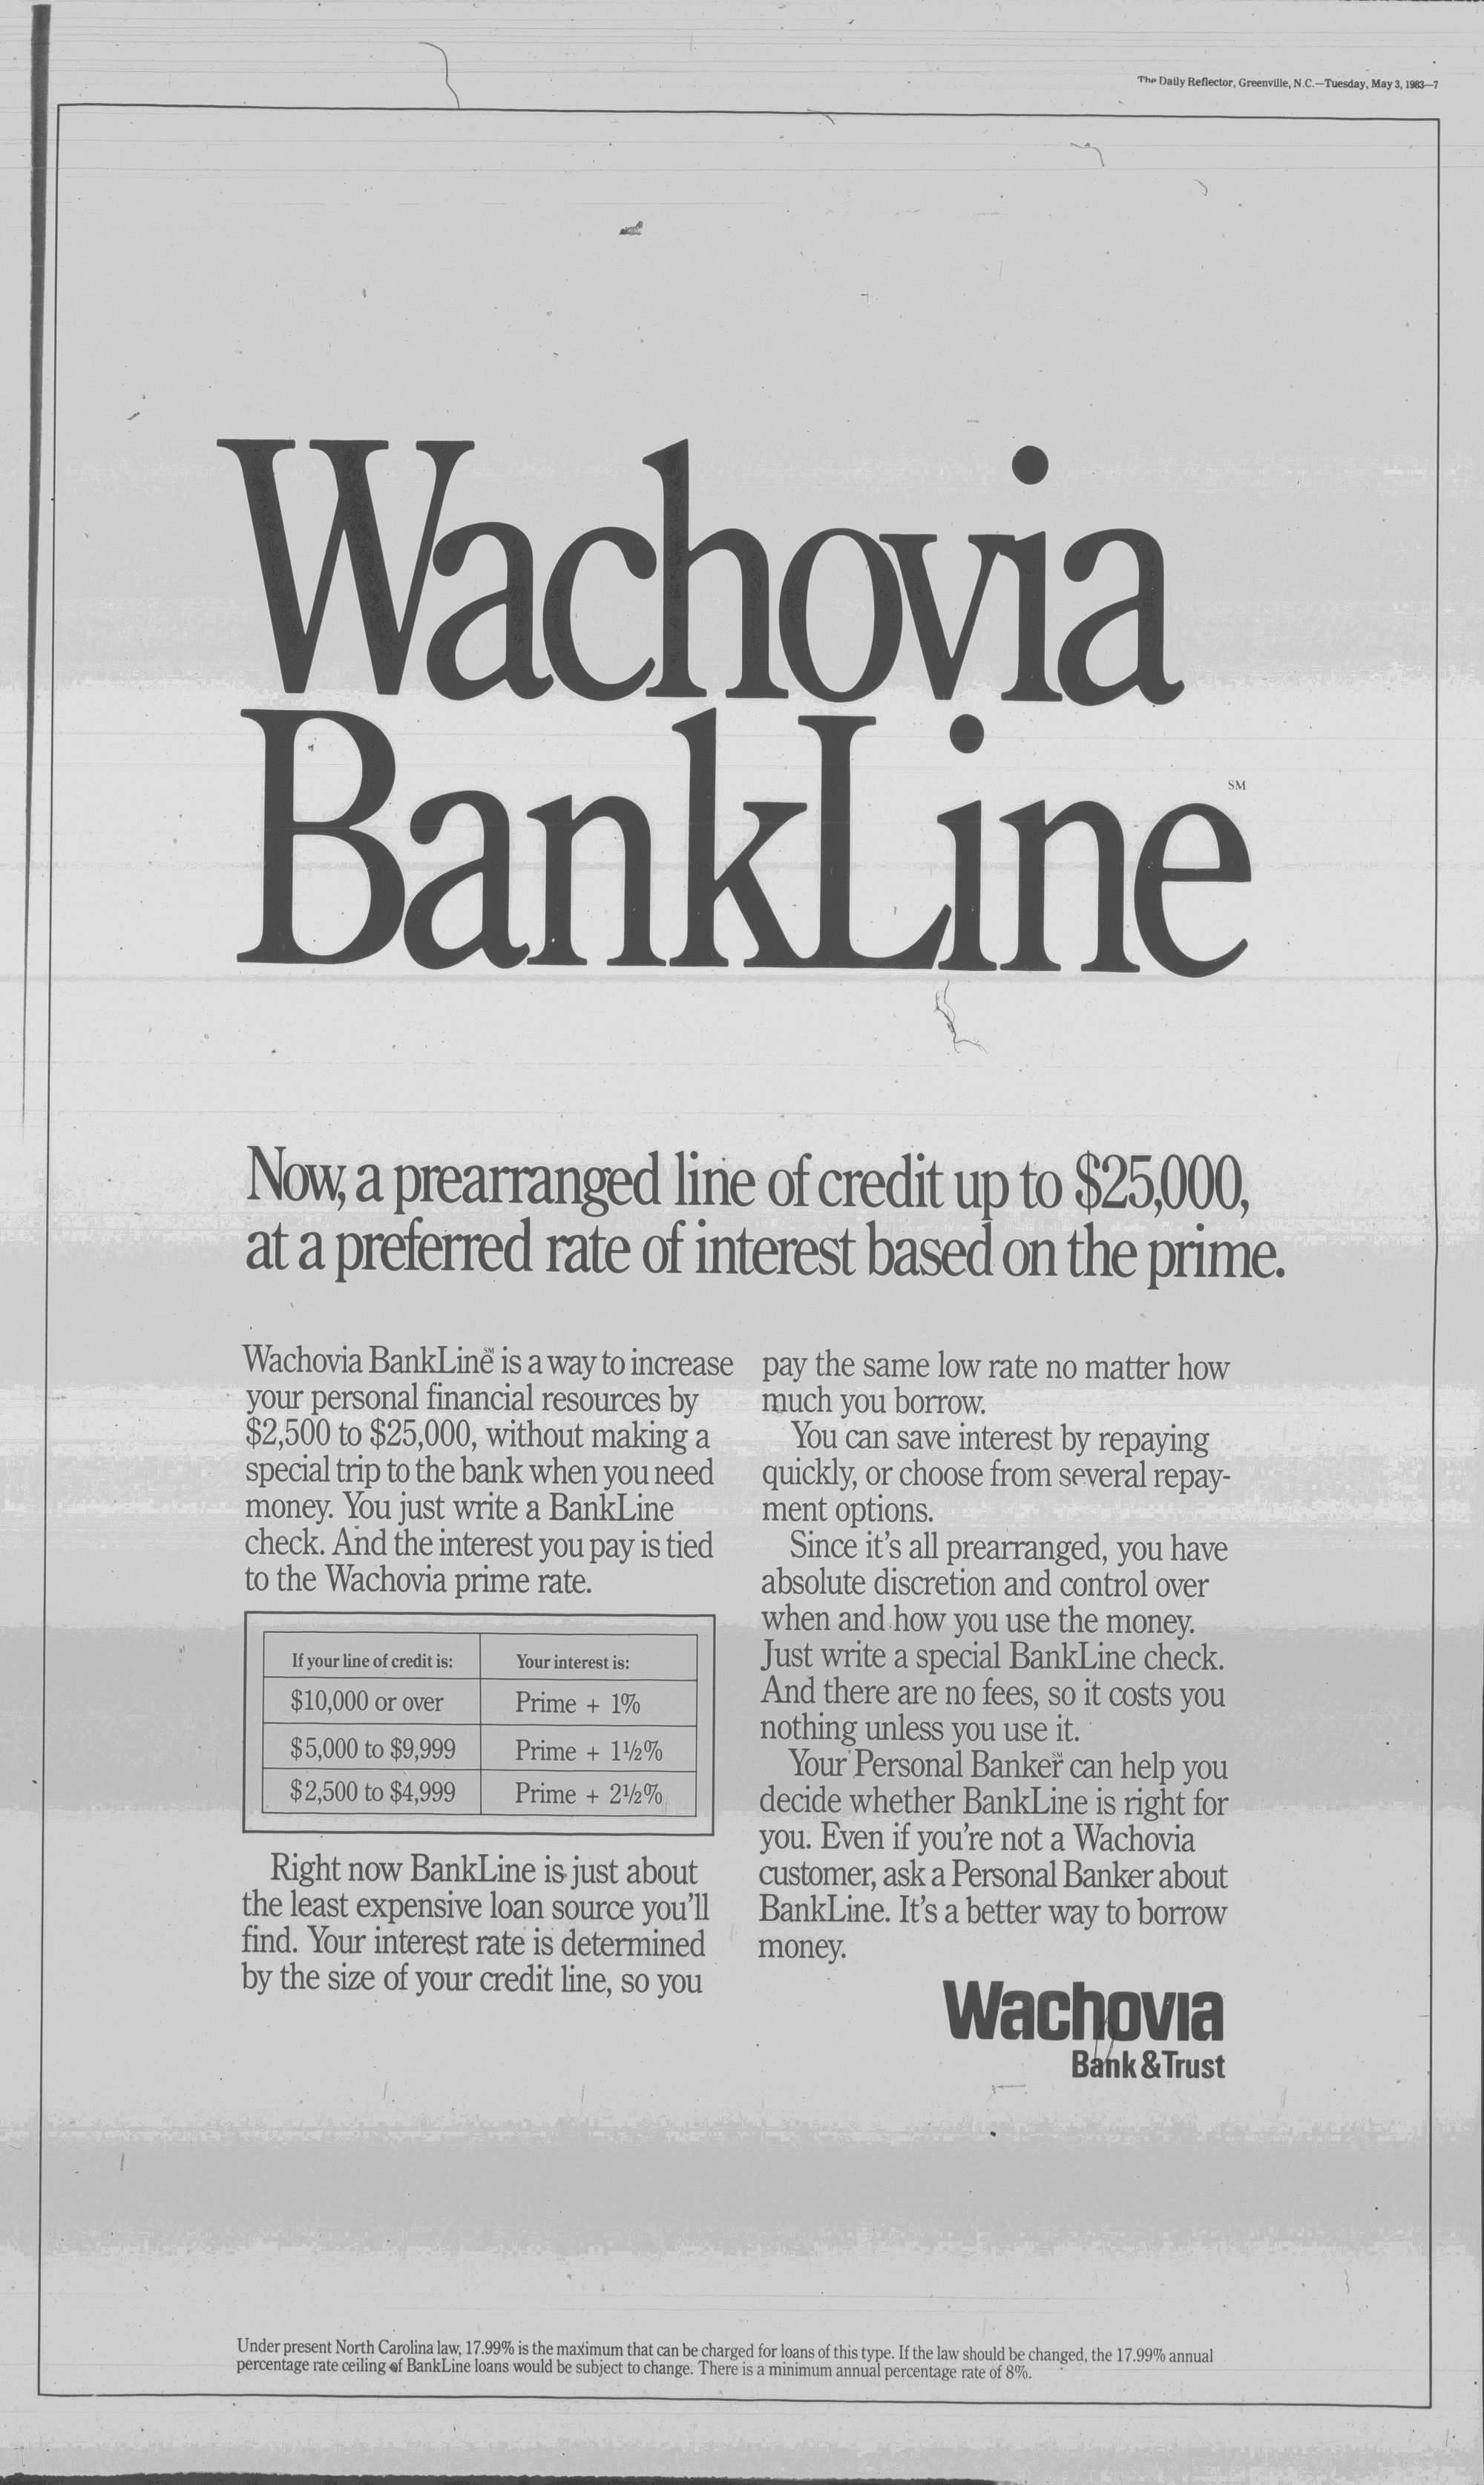 The Daily Reflector, Greenville, N.C.—Tuesday, May 3, 1983—7
Wachovia
BankLine℠
Now, a prearranged line of credit up to $25,000,
at a preferred rate of interest based on the prime.
Wachovia BankLine℠ is a way to increase
your personal financial resources by
$2,500 to $25,000, without making a
special trip to the bank when you need
money. You just write a BankLine
check. And the interest you pay is tied
to the Wachovia prime rate.
If your line of credit is: Your interest is:
$10,000 or over Prime + 1%
$5,000 to $9,999 Prime + 1½%
$2,500 to $4,999 Prime + 2½%
Right now BankLine is just about
the least expensive loan source you'll
find. Your interest rate is determined
by the size of your credit line, so you
pay the same low rate no matter how
much you borrow.
You can save interest by repaying
quickly, or choose from several repay-
ment options.
Since it's all prearranged, you have
absolute discretion and control over
when and how you use the money.
Just write a special BankLine check.
And there are no fees, so it costs you
nothing unless you use it.
Your Personal Banker℠ can help you
decide whether BankLine is right for
you. Even if you're not a Wachovia
customer, ask a Personal Banker about
BankLine. It's a better way to borrow
money.
Wachovia
Bank & Trust
Under present North Carolina law, 17.99% is the maximum that can be charged for loans of this type. If the law should be changed, the 17.99% annual
percentage rate ceiling of BankLine loans would be subject to change. There is a minimum annual percentage rate of 8%.